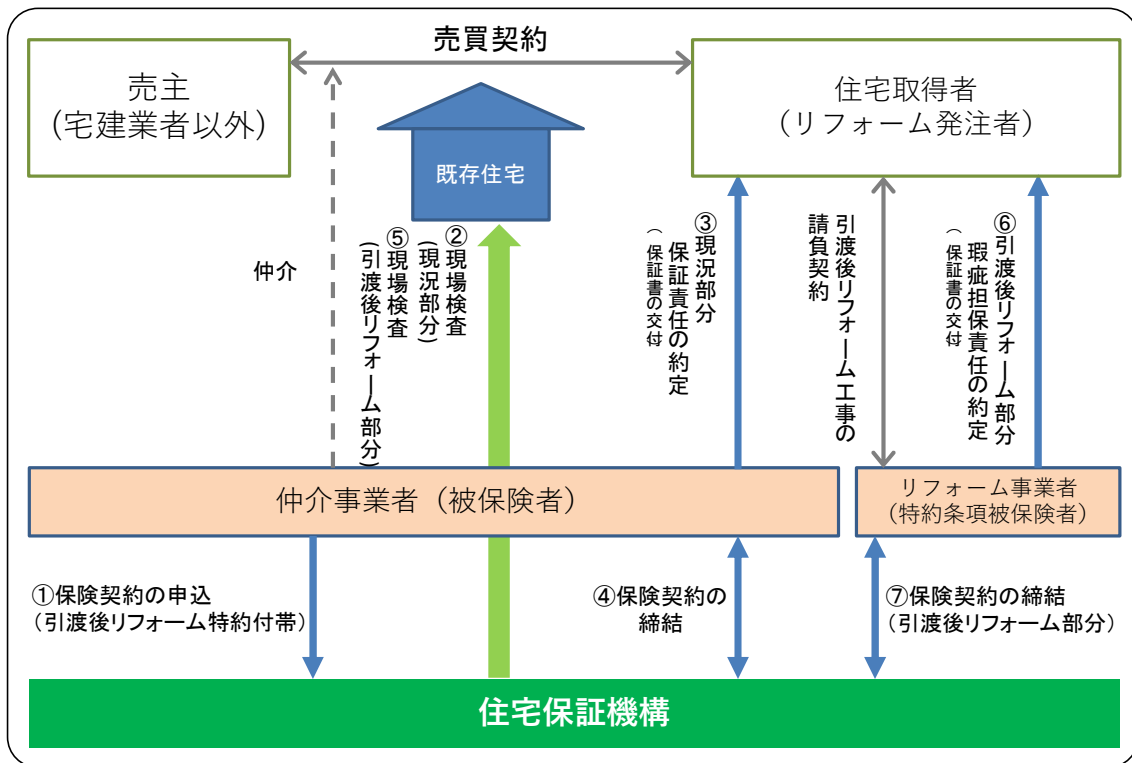 売買契約
売主
(宅建業者以外)
住宅取得者
(リフォーム発注者)
既存住宅
仲介
②現場検査
(現況部分)
⑤現場検査
(引渡後リフォーム部分)
③現況部分
保証責任の約定
(保証書の交付
引渡後リフォーム工事の
請負契約
⑥引渡後リフォーム部分
瑕疵担保責任の約定
(保証書の交付
仲介事業者（被保険者）
リフォーム事業者
(特約条項被保険者)
①保険契約の申込
(引渡後リフォーム特約付帯)
④保険契約の
締結
⑦保険契約の締結
(引渡後リフォーム部分)
住宅保証機構